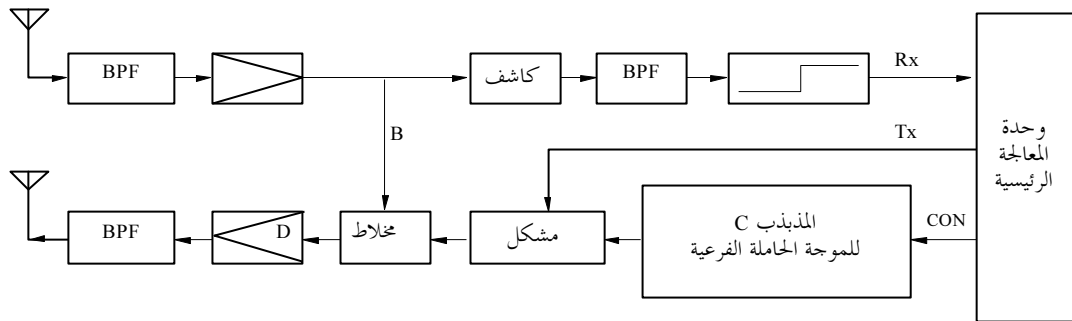 BPF
كاشف
BPF
Rx
B
Tx
وحدة
المعالجة
الرئيسية
BPF
D
مخلاط
مشكل
المذبذب C
للموجة الحاملة الفرعية
CON